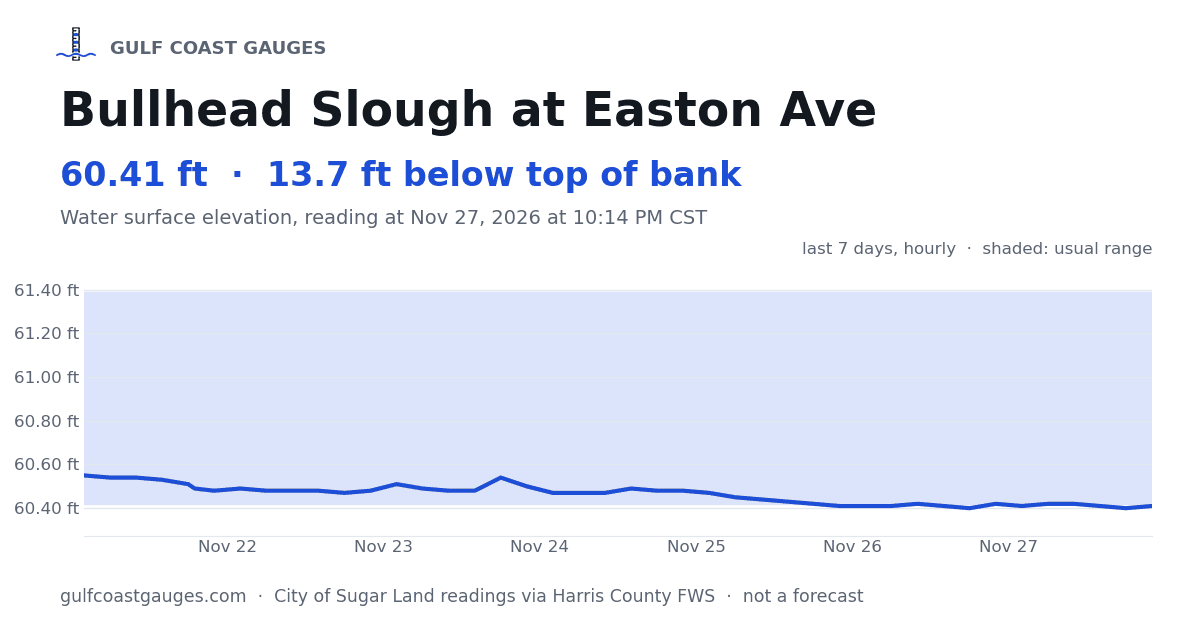 GULF COAST GAUGES
Bullhead Slough at Easton Ave
60.41 ft · 13.7 ft below top of bank
Water surface elevation, reading at Nov 27, 2026 at 10:14 PM CST
last 7 days, hourly · shaded: usual range
61.40 ft
61.20 ft
61.00 ft
60.80 ft
60.60 ft
60.40 ft
Nov 22 Nov 23 Nov 24 Nov 25 Nov 26 Nov 27
gulfcoastgauges.com · City of Sugar Land readings via Harris County FWS · not a forecast